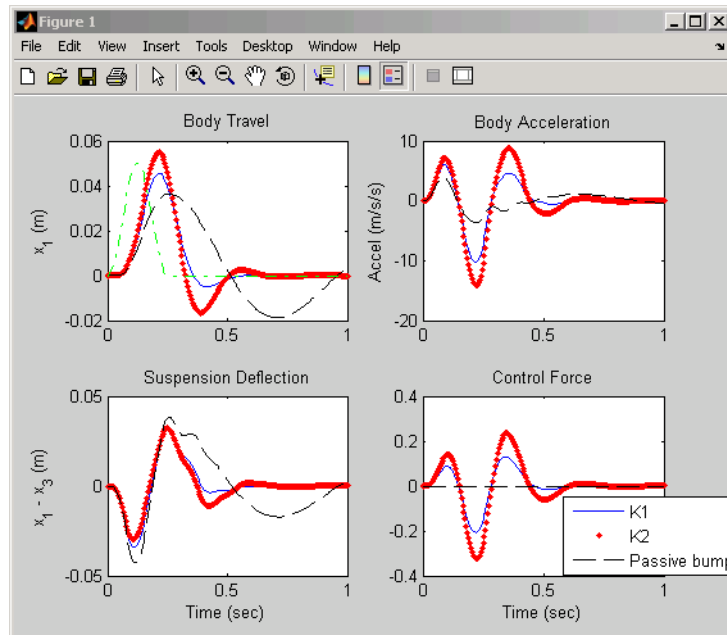 Figure 1
File Edit View Insert Tools Desktop Window Help
Body Travel
0.06
0.04
0.02
0
-0.02
x1 (m)
0 0.5 1
Body Acceleration
10
0
-10
-20
Accel (m/s/s)
0 0.5 1
Suspension Deflection
0.05
0
-0.05
x1 - x3 (m)
0 0.5 1
Time (sec)
Control Force
0.4
0.2
0
-0.2
-0.4
0 0.5 1
Time (sec)
K1
K2
Passive bump